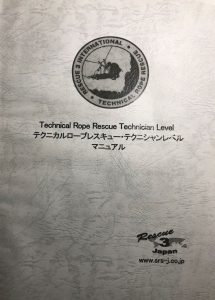 RESCUE 3 INTERNATIONAL
TECHNICAL ROPE RESCUE
Technical Rope Rescue Technician Level
テクニカルロープレスキュー・テクニシャンレベル
マニュアル
Rescue
3
Japan
www.srs-j.co.jp